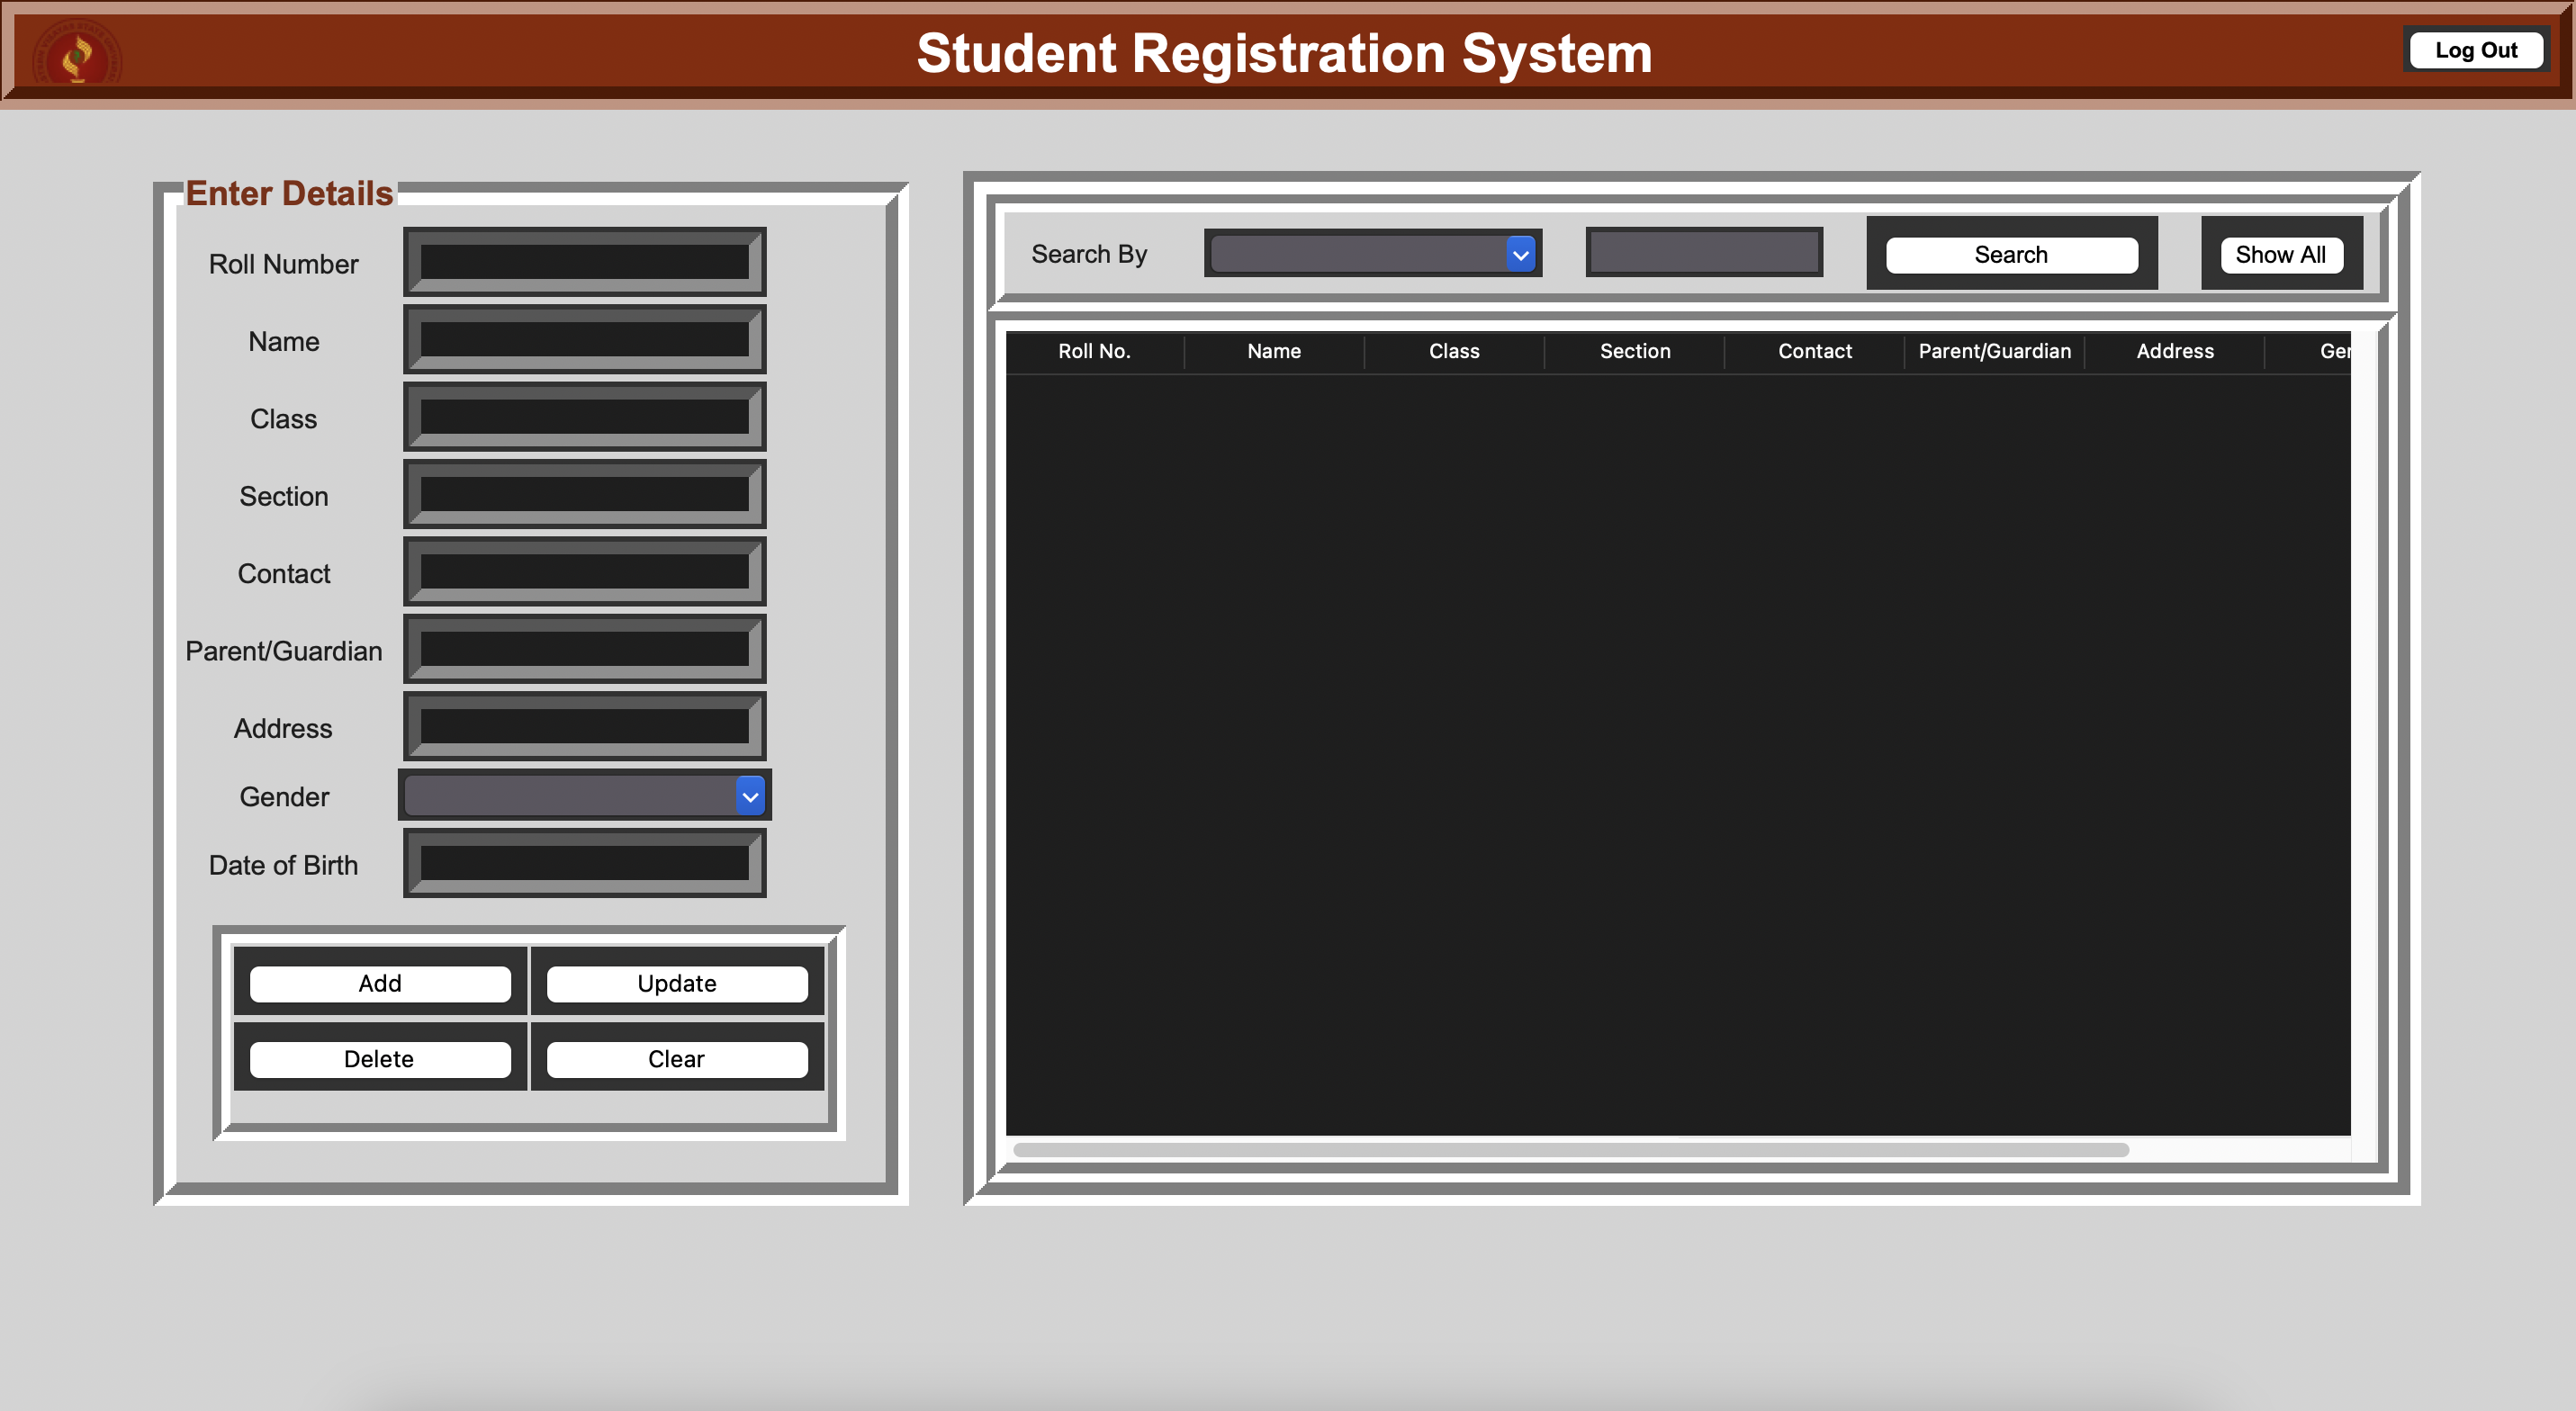 Student Registration System
Log Out
Enter Details
Roll Number
Name
Class
Section
Contact
Parent/Guardian
Address
Gender
Date of Birth
Add
Update
Delete
Clear
Search By
Search
Show All
Roll No.
Name
Class
Section
Contact
Parent/Guardian
Address
Ger